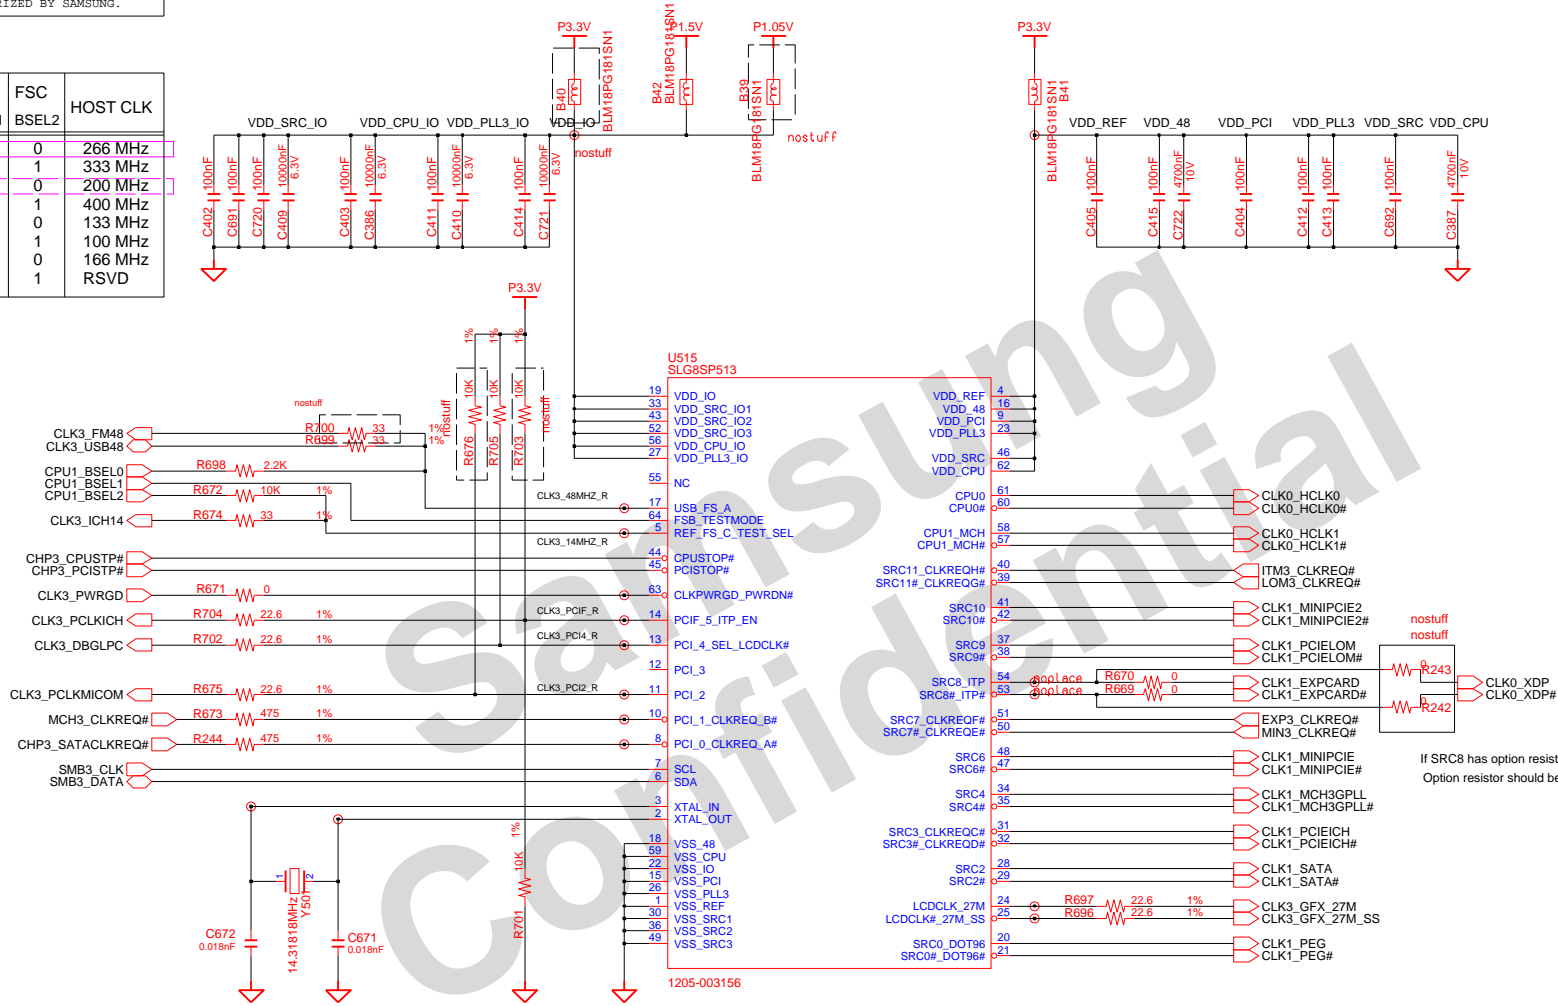 RIZED BY SAMSUNG.
FSC
BSEL2 HOST CLK
0 266 MHz
1 333 MHz
0 200 MHz
1 400 MHz
0 133 MHz
1 100 MHz
0 166 MHz
1 RSVD
P3.3V
P1.5V
P1.05V
P3.3V
B40
BLM18PG181SN1
B42
BLM18PG181SN1
B39
BLM18PG181SN1
B41
BLM18PG181SN1
nostuff
nostuff
VDD_SRC_IO VDD_CPU_IO VDD_PLL3_IO VDD_IO
C402 100nF
C691 100nF
C720 100nF
C409 10000nF 6.3V
C403 100nF
C386 10000nF 6.3V
C411 100nF
C410 10000nF 6.3V
C414 100nF
C721 10000nF 6.3V
VDD_REF VDD_48 VDD_PCI VDD_PLL3 VDD_SRC VDD_CPU
C405 100nF
C415 100nF
C722 4700nF 10V
C404 100nF
C412 100nF
C413 100nF
C692 100nF
C387 4700nF 10V
P3.3V
R676 10K 1%
nostuff
R705 10K 1%
R703 10K 1%
nostuff
U515
SLG8SP513
nostuff
CLK3_FM48 R700 33 1%
CLK3_USB48 R699 33 1%
CPU1_BSEL0 R698 2.2K
CPU1_BSEL1
CPU1_BSEL2 R672 10K 1%
CLK3_ICH14 R674 33 1%
CHP3_CPUSTP#
CHP3_PCISTP#
CLK3_PWRGD R671 0
CLK3_PCLKICH R704 22.6 1%
CLK3_DBGLPC R702 22.6 1%
CLK3_PCLKMICOM R675 22.6 1%
MCH3_CLKREQ# R673 475 1%
CHP3_SATACLKREQ# R244 475 1%
SMB3_CLK
SMB3_DATA
CLK3_48MHZ_R
CLK3_14MHZ_R
CLK3_PCIF_R
CLK3_PCI4_R
CLK3_PCI2_R
19 VDD_IO
33 VDD_SRC_IO1
43 VDD_SRC_IO2
52 VDD_SRC_IO3
56 VDD_CPU_IO
27 VDD_PLL3_IO
55 NC
17 USB_FS_A
64 FSB_TESTMODE
5 REF_FS_C_TEST_SEL
44 CPUSTOP#
45 PCISTOP#
63 CLKPWRGD_PWRDN#
14 PCIF_5_ITP_EN
13 PCI_4_SEL_LCDCLK#
12 PCI_3
11 PCI_2
10 PCI_1_CLKREQ_B#
8 PCI_0_CLKREQ_A#
7 SCL
6 SDA
3 XTAL_IN
2 XTAL_OUT
18 VSS_48
59 VSS_CPU
22 VSS_IO
15 VSS_PCI
26 VSS_PLL3
1 VSS_REF
30 VSS_SRC1
36 VSS_SRC2
49 VSS_SRC3
VDD_REF 4
VDD_48 16
VDD_PCI 9
VDD_PLL3 23
VDD_SRC 46
VDD_CPU 62
CPU0 61 CLK0_HCLK0
CPU0# 60 CLK0_HCLK0#
CPU1_MCH 58 CLK0_HCLK1
CPU1_MCH# 57 CLK0_HCLK1#
SRC11_CLKREQH# 40 ITM3_CLKREQ#
SRC11#_CLKREQG# 39 LOM3_CLKREQ#
SRC10 41 CLK1_MINIPCIE2
SRC10# 42 CLK1_MINIPCIE2#
SRC9 37 CLK1_PCIELOM
SRC9# 38 CLK1_PCIELOM#
SRC8_ITP 54 noplace R670 0 CLK1_EXPCARD
SRC8#_ITP# 53 noplace R669 0 CLK1_EXPCARD#
SRC7_CLKREQF# 51 EXP3_CLKREQ#
SRC7#_CLKREQE# 50 MIN3_CLKREQ#
SRC6 48 CLK1_MINIPCIE
SRC6# 47 CLK1_MINIPCIE#
SRC4 34 CLK1_MCH3GPLL
SRC4# 35 CLK1_MCH3GPLL#
SRC3_CLKREQC# 31 CLK1_PCIEICH
SRC3#_CLKREQD# 32 CLK1_PCIEICH#
SRC2 28 CLK1_SATA
SRC2# 29 CLK1_SATA#
LCDCLK_27M 24 R697 22.6 1% CLK3_GFX_27M
LCDCLK#_27M_SS 25 R696 22.6 1% CLK3_GFX_27M_SS
SRC0_DOT96 20 CLK1_PEG
SRC0#_DOT96# 21 CLK1_PEG#
nostuff
nostuff
0 R243 CLK0_XDP
0 R242 CLK0_XDP#
If SRC8 has option resist
Option resistor should be
R701 10K 1%
14.31818MHz
Y501
1 2
C672
0.018nF
C671
0.018nF
1205-003156
Samsung
Confidential